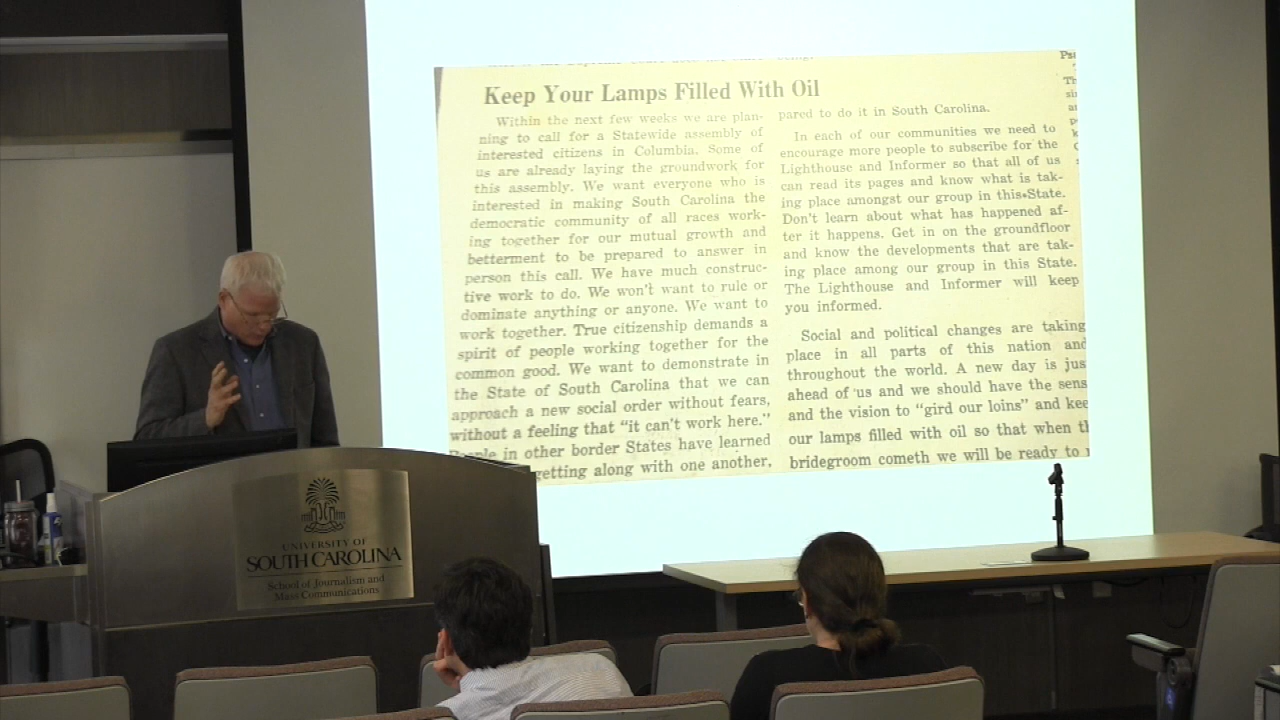 Keep Your Lamps Filled With Oil
Within the next few weeks we are plan-
ning to call for a Statewide assembly of
interested citizens in Columbia. Some of
us are already laying the groundwork for
this assembly. We want everyone who is
interested in making South Carolina the
democratic community of all races work-
ing together for our mutual growth and
betterment to be prepared to answer in
person this call. We have much construc-
tive work to do. We won't want to rule or
dominate anything or anyone. We want to
work together. True citizenship demands a
spirit of people working together for the
common good. We want to demonstrate in
the State of South Carolina that we can
approach a new social order without fears,
without a feeling that "it can't work here."
People in other border States have learned
getting along with one another,
pared to do it in South Carolina.
In each of our communities we need to
encourage more people to subscribe for the
Lighthouse and Informer so that all of us
can read its pages and know what is tak-
ing place amongst our group in this State.
Don't learn about what has happened af-
ter it happens. Get in on the groundfloor
and know the developments that are tak-
ing place among our group in this State.
The Lighthouse and Informer will keep
you informed.
Social and political changes are taking
place in all parts of this nation and
throughout the world. A new day is jus
ahead of us and we should have the sens
and the vision to "gird our loins" and kee
our lamps filled with oil so that when th
bridegroom cometh we will be ready to
UNIVERSITY OF
SOUTH CAROLINA
School of Journalism and
Mass Communications